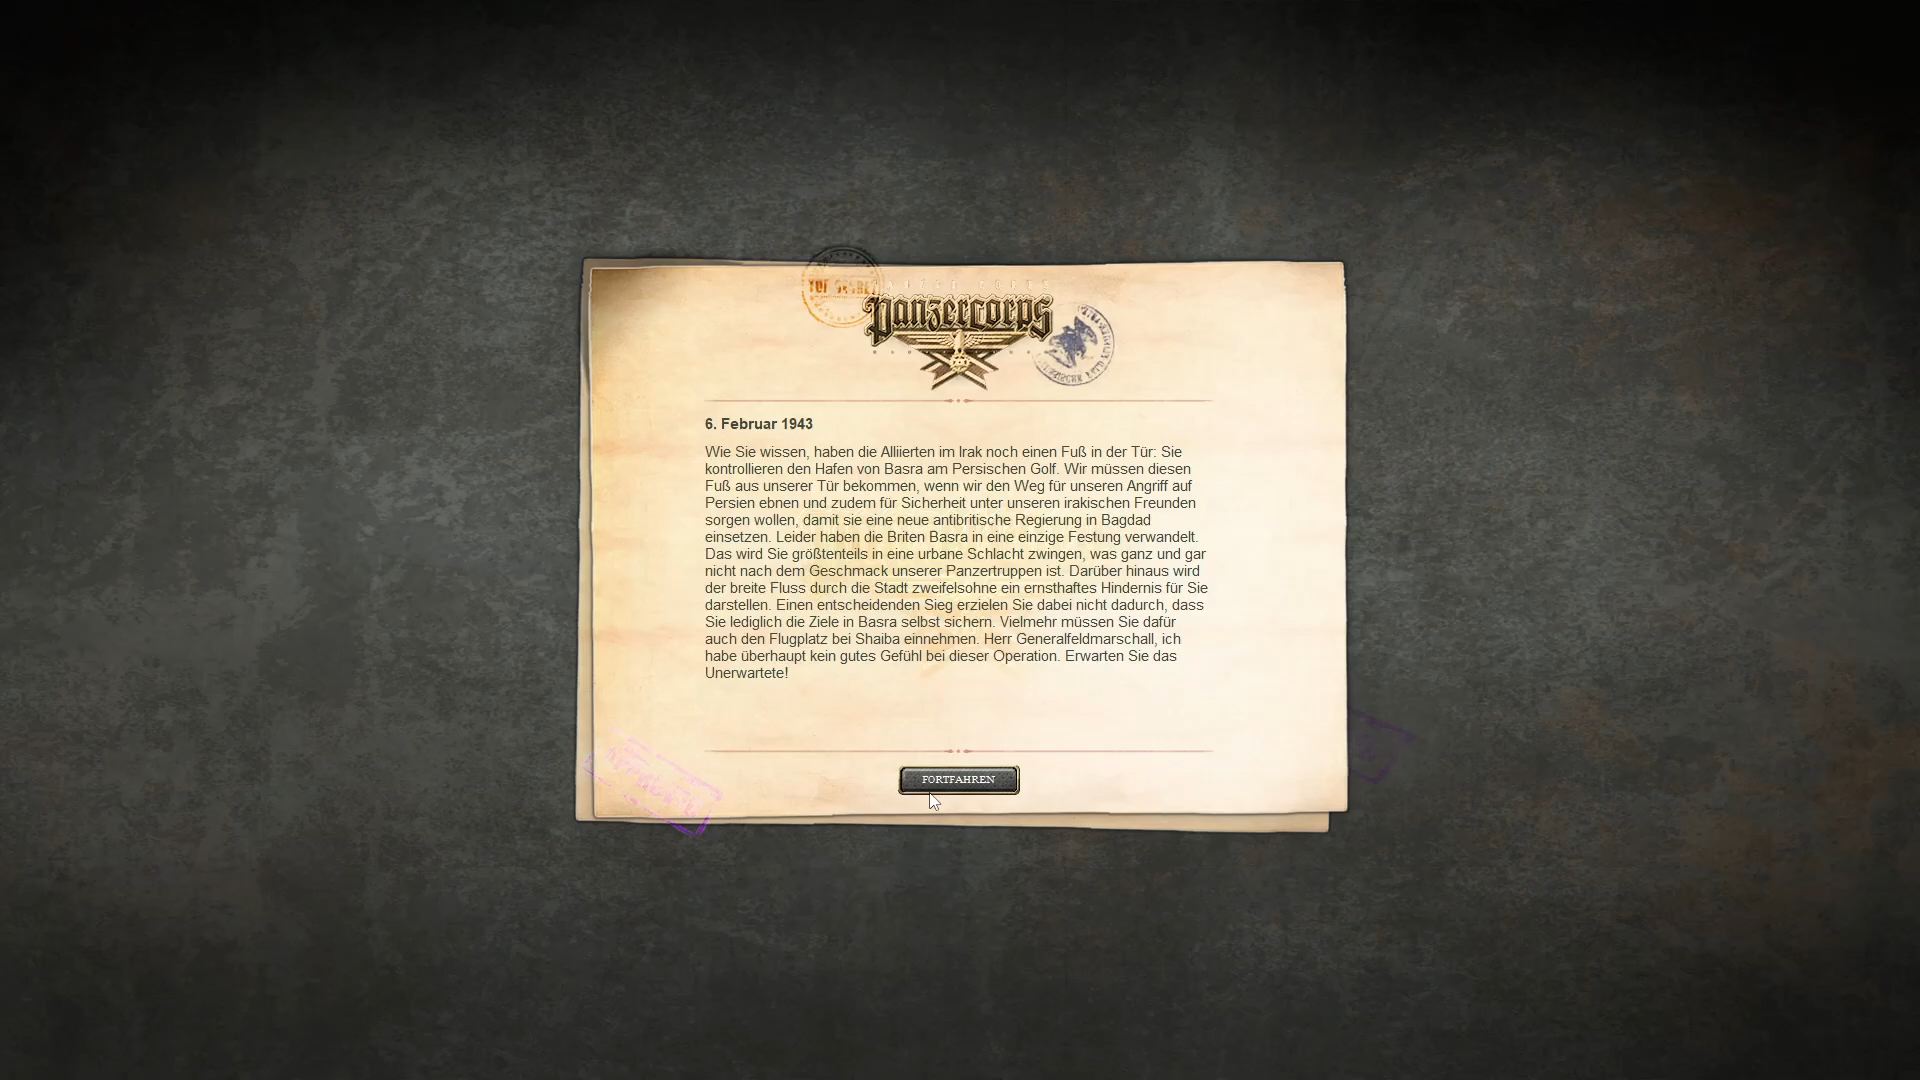 TOP SECRET
Panzercorps
6. Februar 1943
Wie Sie wissen, haben die Alliierten im Irak noch einen Fuß in der Tür: Sie
kontrollieren den Hafen von Basra am Persischen Golf. Wir müssen diesen
Fuß aus unserer Tür bekommen, wenn wir den Weg für unseren Angriff auf
Persien ebnen und zudem für Sicherheit unter unseren irakischen Freunden
sorgen wollen, damit sie eine neue antibritische Regierung in Bagdad
einsetzen. Leider haben die Briten Basra in eine einzige Festung verwandelt.
Das wird Sie größtenteils in eine urbane Schlacht zwingen, was ganz und gar
nicht nach dem Geschmack unserer Panzertruppen ist. Darüber hinaus wird
der breite Fluss durch die Stadt zweifelsohne ein ernsthaftes Hindernis für Sie
darstellen. Einen entscheidenden Sieg erzielen Sie dabei nicht dadurch, dass
Sie lediglich die Ziele in Basra selbst sichern. Vielmehr müssen Sie dafür
auch den Flugplatz bei Shaiba einnehmen. Herr Generalfeldmarschall, ich
habe überhaupt kein gutes Gefühl bei dieser Operation. Erwarten Sie das
Unerwartete!
FORTFAHREN